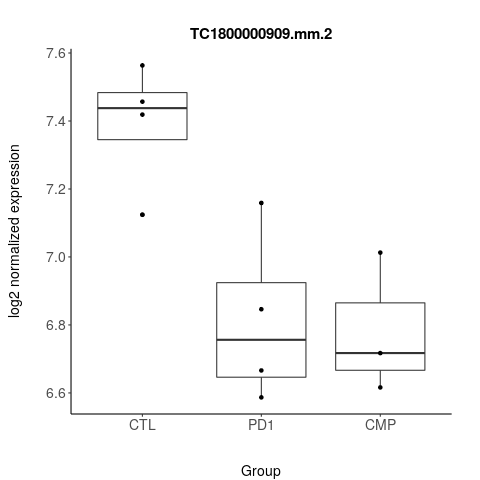 TC1800000909.mm.2
log2 normalized expression
7.6
7.4
7.2
7.0
6.8
6.6
CTL PD1 CMP
Group